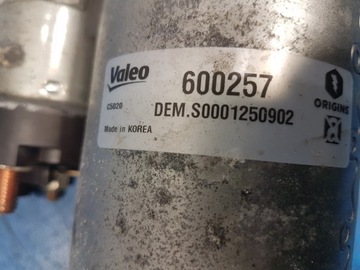 Valeo
600257
C5020
DEM.S0001250902
Made in KOREA
ORIGINS